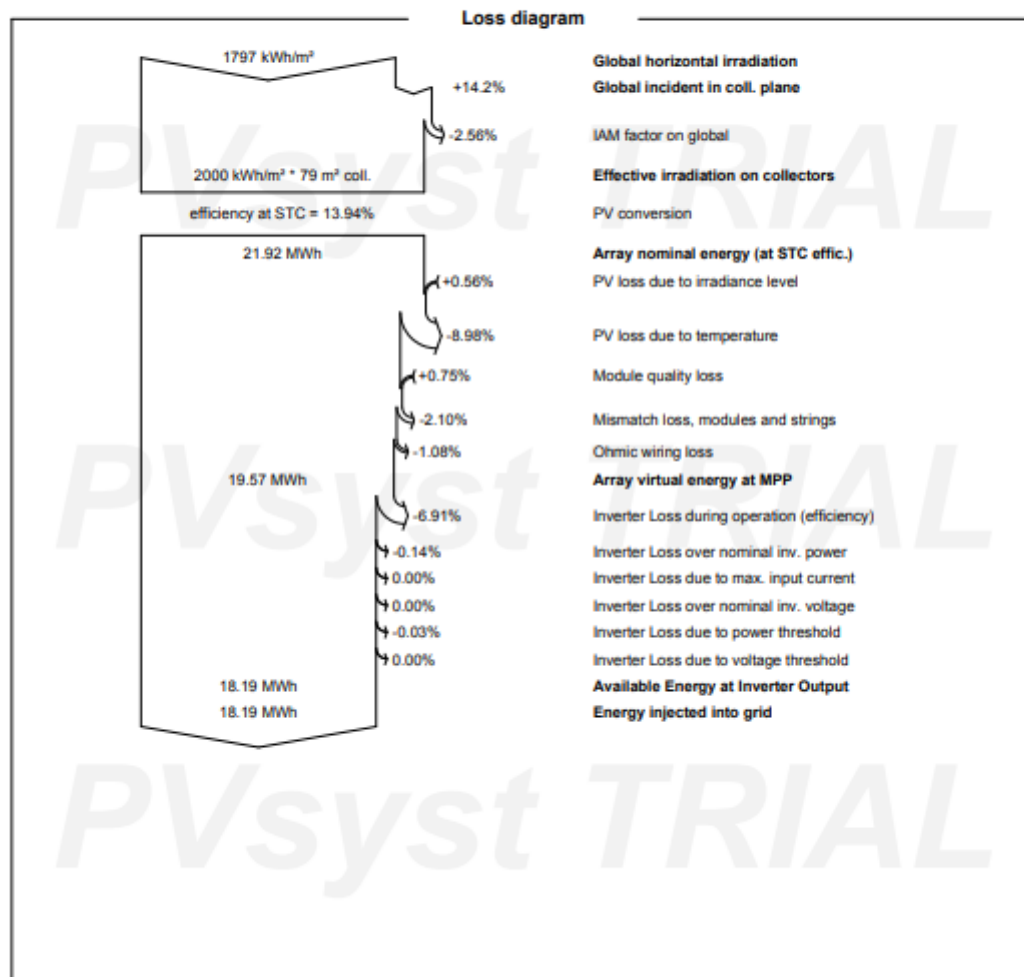 Loss diagram
1797 kWh/m² Global horizontal irradiation
+14.2% Global incident in coll. plane
-2.56% IAM factor on global
2000 kWh/m² * 79 m² coll. Effective irradiation on collectors
efficiency at STC = 13.94% PV conversion
21.92 MWh Array nominal energy (at STC effic.)
+0.56% PV loss due to irradiance level
-8.98% PV loss due to temperature
+0.75% Module quality loss
-2.10% Mismatch loss, modules and strings
-1.08% Ohmic wiring loss
19.57 MWh Array virtual energy at MPP
-6.91% Inverter Loss during operation (efficiency)
-0.14% Inverter Loss over nominal inv. power
0.00% Inverter Loss due to max. input current
0.00% Inverter Loss over nominal inv. voltage
-0.03% Inverter Loss due to power threshold
0.00% Inverter Loss due to voltage threshold
18.19 MWh Available Energy at Inverter Output
18.19 MWh Energy injected into grid
PVsyst TRIAL
PVsyst TRIAL
PVsyst TRIAL